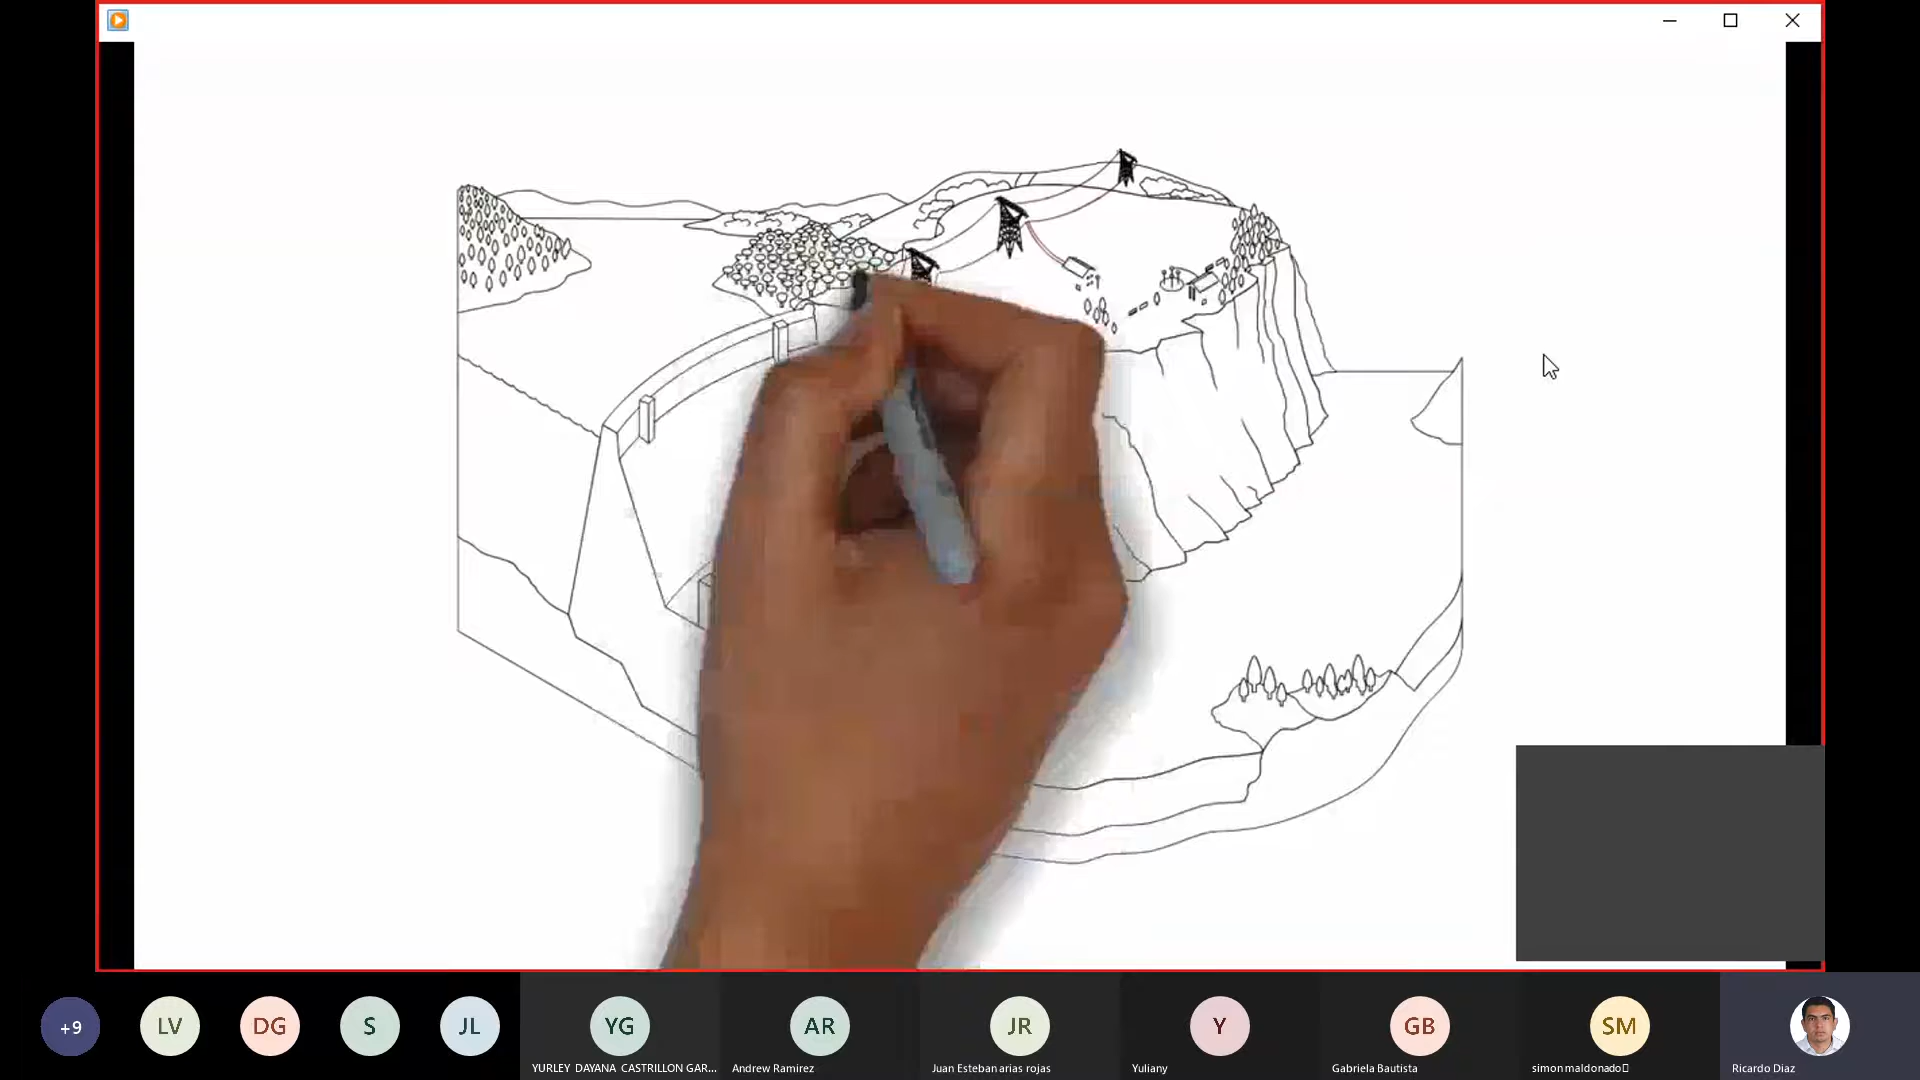 +9
LV
DG
S
JL
YG
AR
JR
Y
GB
SM
YURLEY DAYANA CASTRILLON GAR...
Andrew Ramirez
Juan Esteban arias rojas
Yuliany
Gabriela Bautista
simon maldonado
Ricardo Diaz